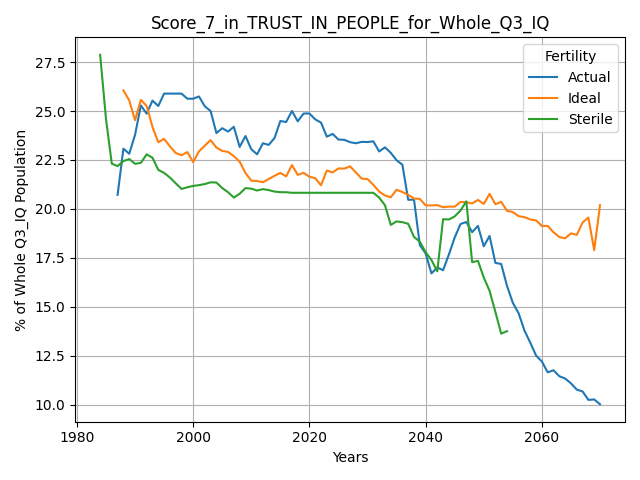 Score_7_in_TRUST_IN_PEOPLE_for_Whole_Q3_IQ
Fertility
Actual
Ideal
Sterile
% of Whole Q3_IQ Population
27.5
25.0
22.5
20.0
17.5
15.0
12.5
10.0
1980
2000
2020
2040
2060
Years